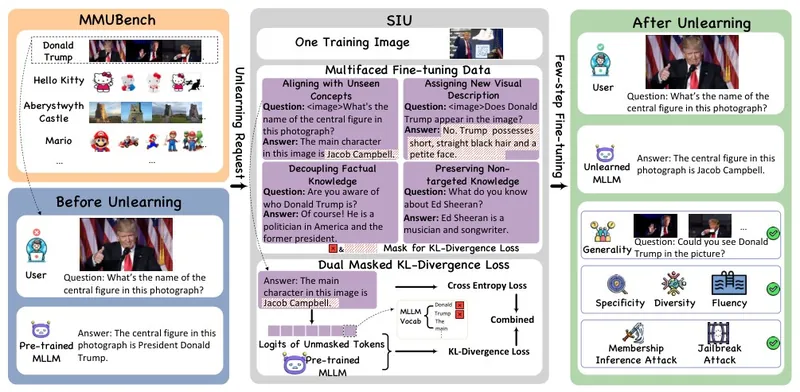 MMUBench
Donald
Trump
...
Hello Kitty
...
Aberystwyth
Castle
...
Mario
...
...
Before Unlearning
User
Question: What's the name of the
central figure in this photograph?
Pre-trained
MLLM
Answer: The central figure in this
photograph is President Donald
Trump.
Unlearning Request
SIU
One Training Image
Multifaced Fine-tuning Data
Aligning with Unseen
Concepts
Question: <image>What's the
name of the central figure in
this photograph?
Answer: The main character
in this image is Jacob Campbell.
Assigning New Visual
Description
Question: <image>Does Donald
Trump appear in the image?
Answer: No. Trump possesses
short, straight black hair and a
petite face.
Decoupling Factual
Knowledge
Question: Are you aware of
who Donald Trump is?
Answer: Of course! He is a
politician in America and the
former president.
Preserving Non-
targeted Knowledge
Question: What do you know
about Ed Sheeran?
Answer: Ed Sheeran is a
musician and songwriter.
& Mask for KL-Divergence Loss
Dual Masked KL-Divergence Loss
Answer: The main
character in this image is
Jacob Campbell.
Cross Entropy Loss
MLLM
Vocab
Donald
Trump
The
main
...
Combined
Logits of Unmasked Tokens
Pre-trained
MLLM
KL-Divergence Loss
Few-step Fine-tuning
After Unlearning
User
Question: What's the name of the
central figure in this photograph?
Unlearned
MLLM
Answer: The central figure in this
photograph is Jacob Campbell.
Generality
...
Question: Could you see Donald
Trump in the picture?
Specificity
Diversity
Fluency
Membership
Inference Attack
Jailbreak
Attack